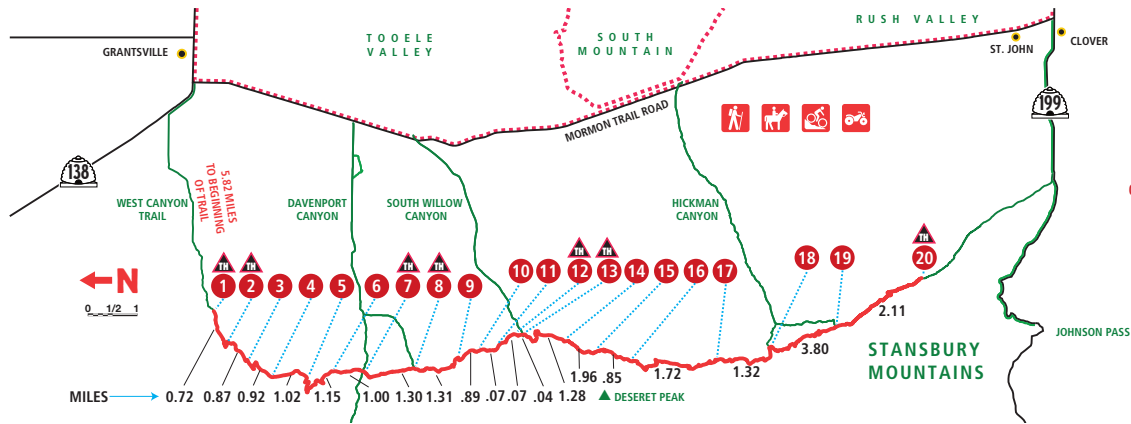 RUSH VALLEY
TOOELE
VALLEY
SOUTH
MOUNTAIN
GRANTSVILLE
ST. JOHN
CLOVER
199
MORMON TRAIL ROAD
138
5.82 MILES
TO BEGINNING
OF TRAIL
WEST CANYON
TRAIL
DAVENPORT
CANYON
SOUTH WILLOW
CANYON
HICKMAN
CANYON
N
0 1/2 1
TH TH TH TH TH TH TH
1 2 3 4 5 6 7 8 9 10 11 12 13 14 15 16 17 18 19 20
2.11
3.80
JOHNSON PASS
STANSBURY
MOUNTAINS
1.96 .85 1.72 1.32
MILES 0.72 0.87 0.92 1.02 1.15 1.00 1.30 1.31 .89 .07 .07 .04 1.28
DESERET PEAK